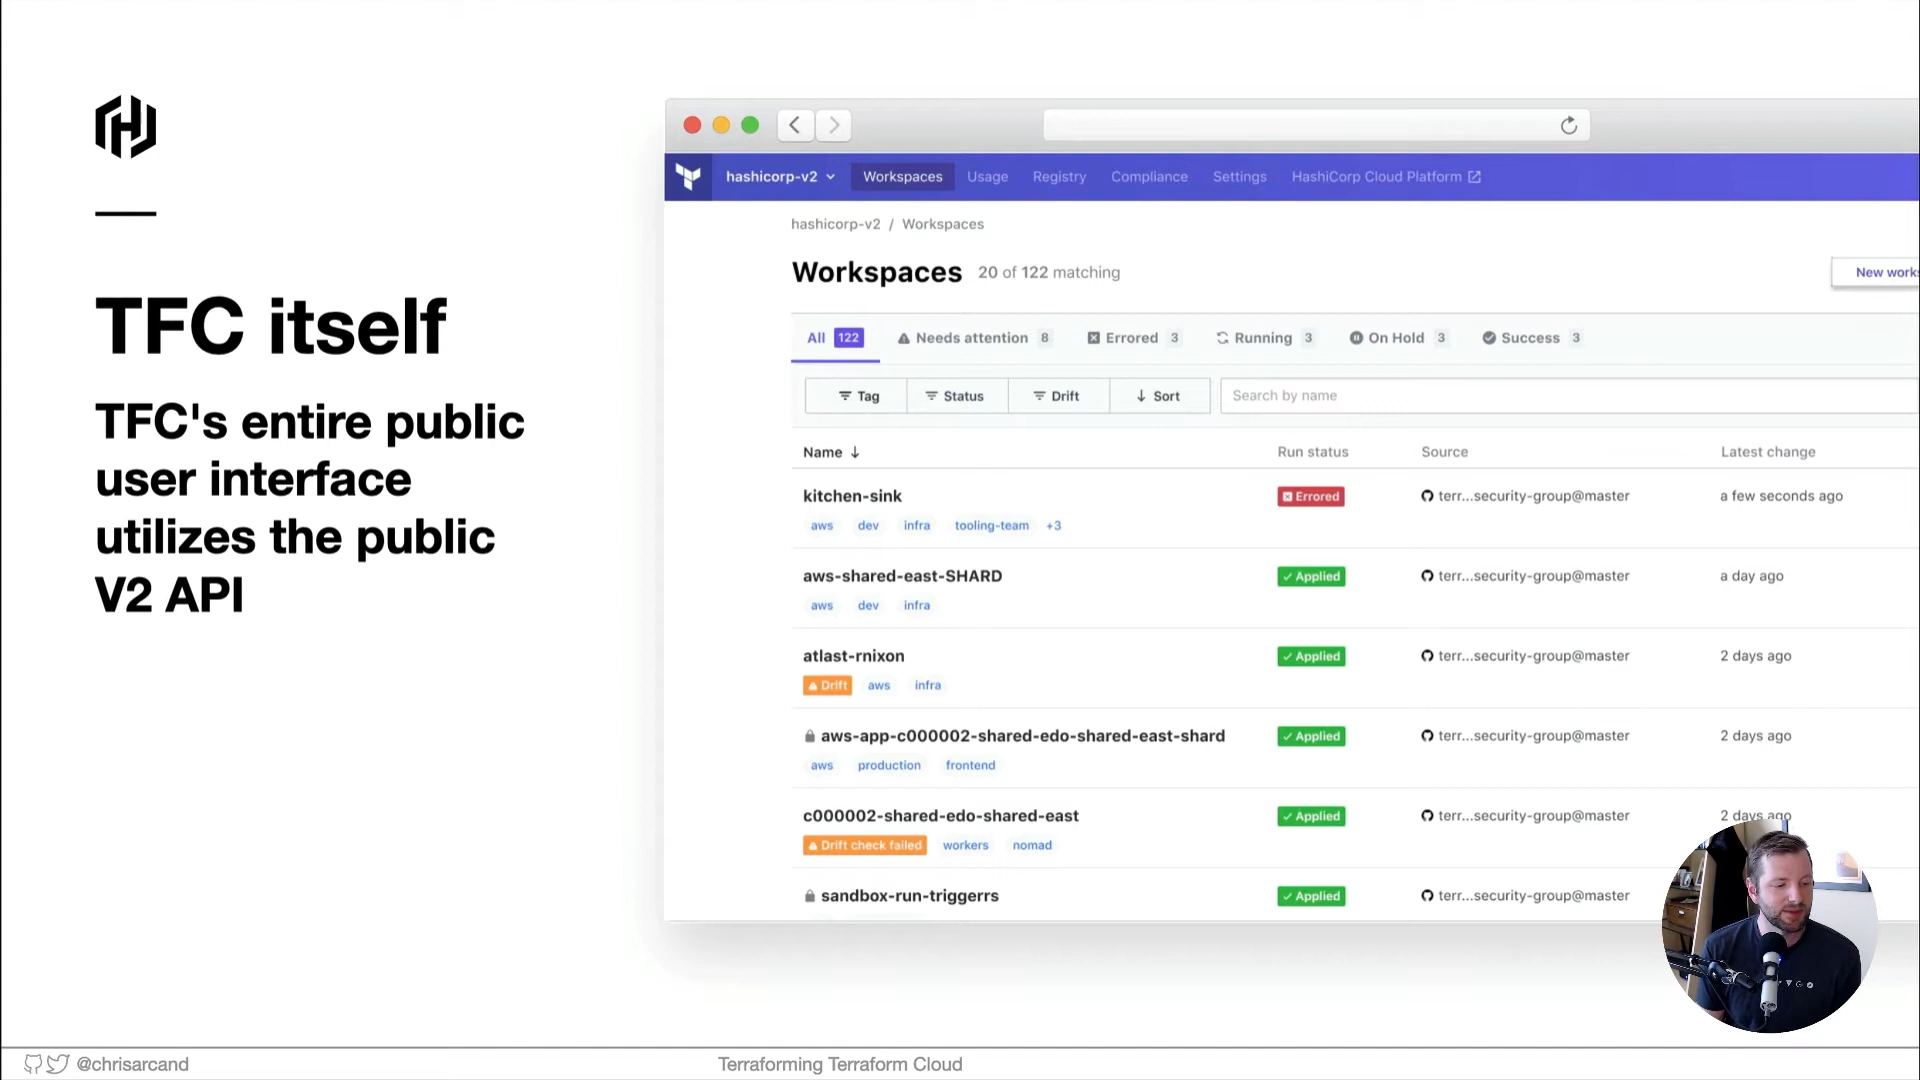 TFC itself
TFC's entire public
user interface
utilizes the public
V2 API
hashicorp-v2 Workspaces Usage Registry Compliance Settings HashiCorp Cloud Platform
hashicorp-v2 / Workspaces
Workspaces 20 of 122 matching
New works
All 122 Needs attention 8 Errored 3 Running 3 On Hold 3 Success 3
Tag Status Drift Sort Search by name
Name Run status Source Latest change
kitchen-sink Errored terr...security-group@master a few seconds ago
aws dev infra tooling-team +3
aws-shared-east-SHARD Applied terr...security-group@master a day ago
aws dev infra
atlast-rnixon Applied terr...security-group@master 2 days ago
Drift aws infra
aws-app-c000002-shared-edo-shared-east-shard Applied terr...security-group@master 2 days ago
aws production frontend
c000002-shared-edo-shared-east Applied terr...security-group@master 2 days ago
Drift check failed workers nomad
sandbox-run-triggerrs Applied terr...security-group@master
@chrisarcand Terraforming Terraform Cloud